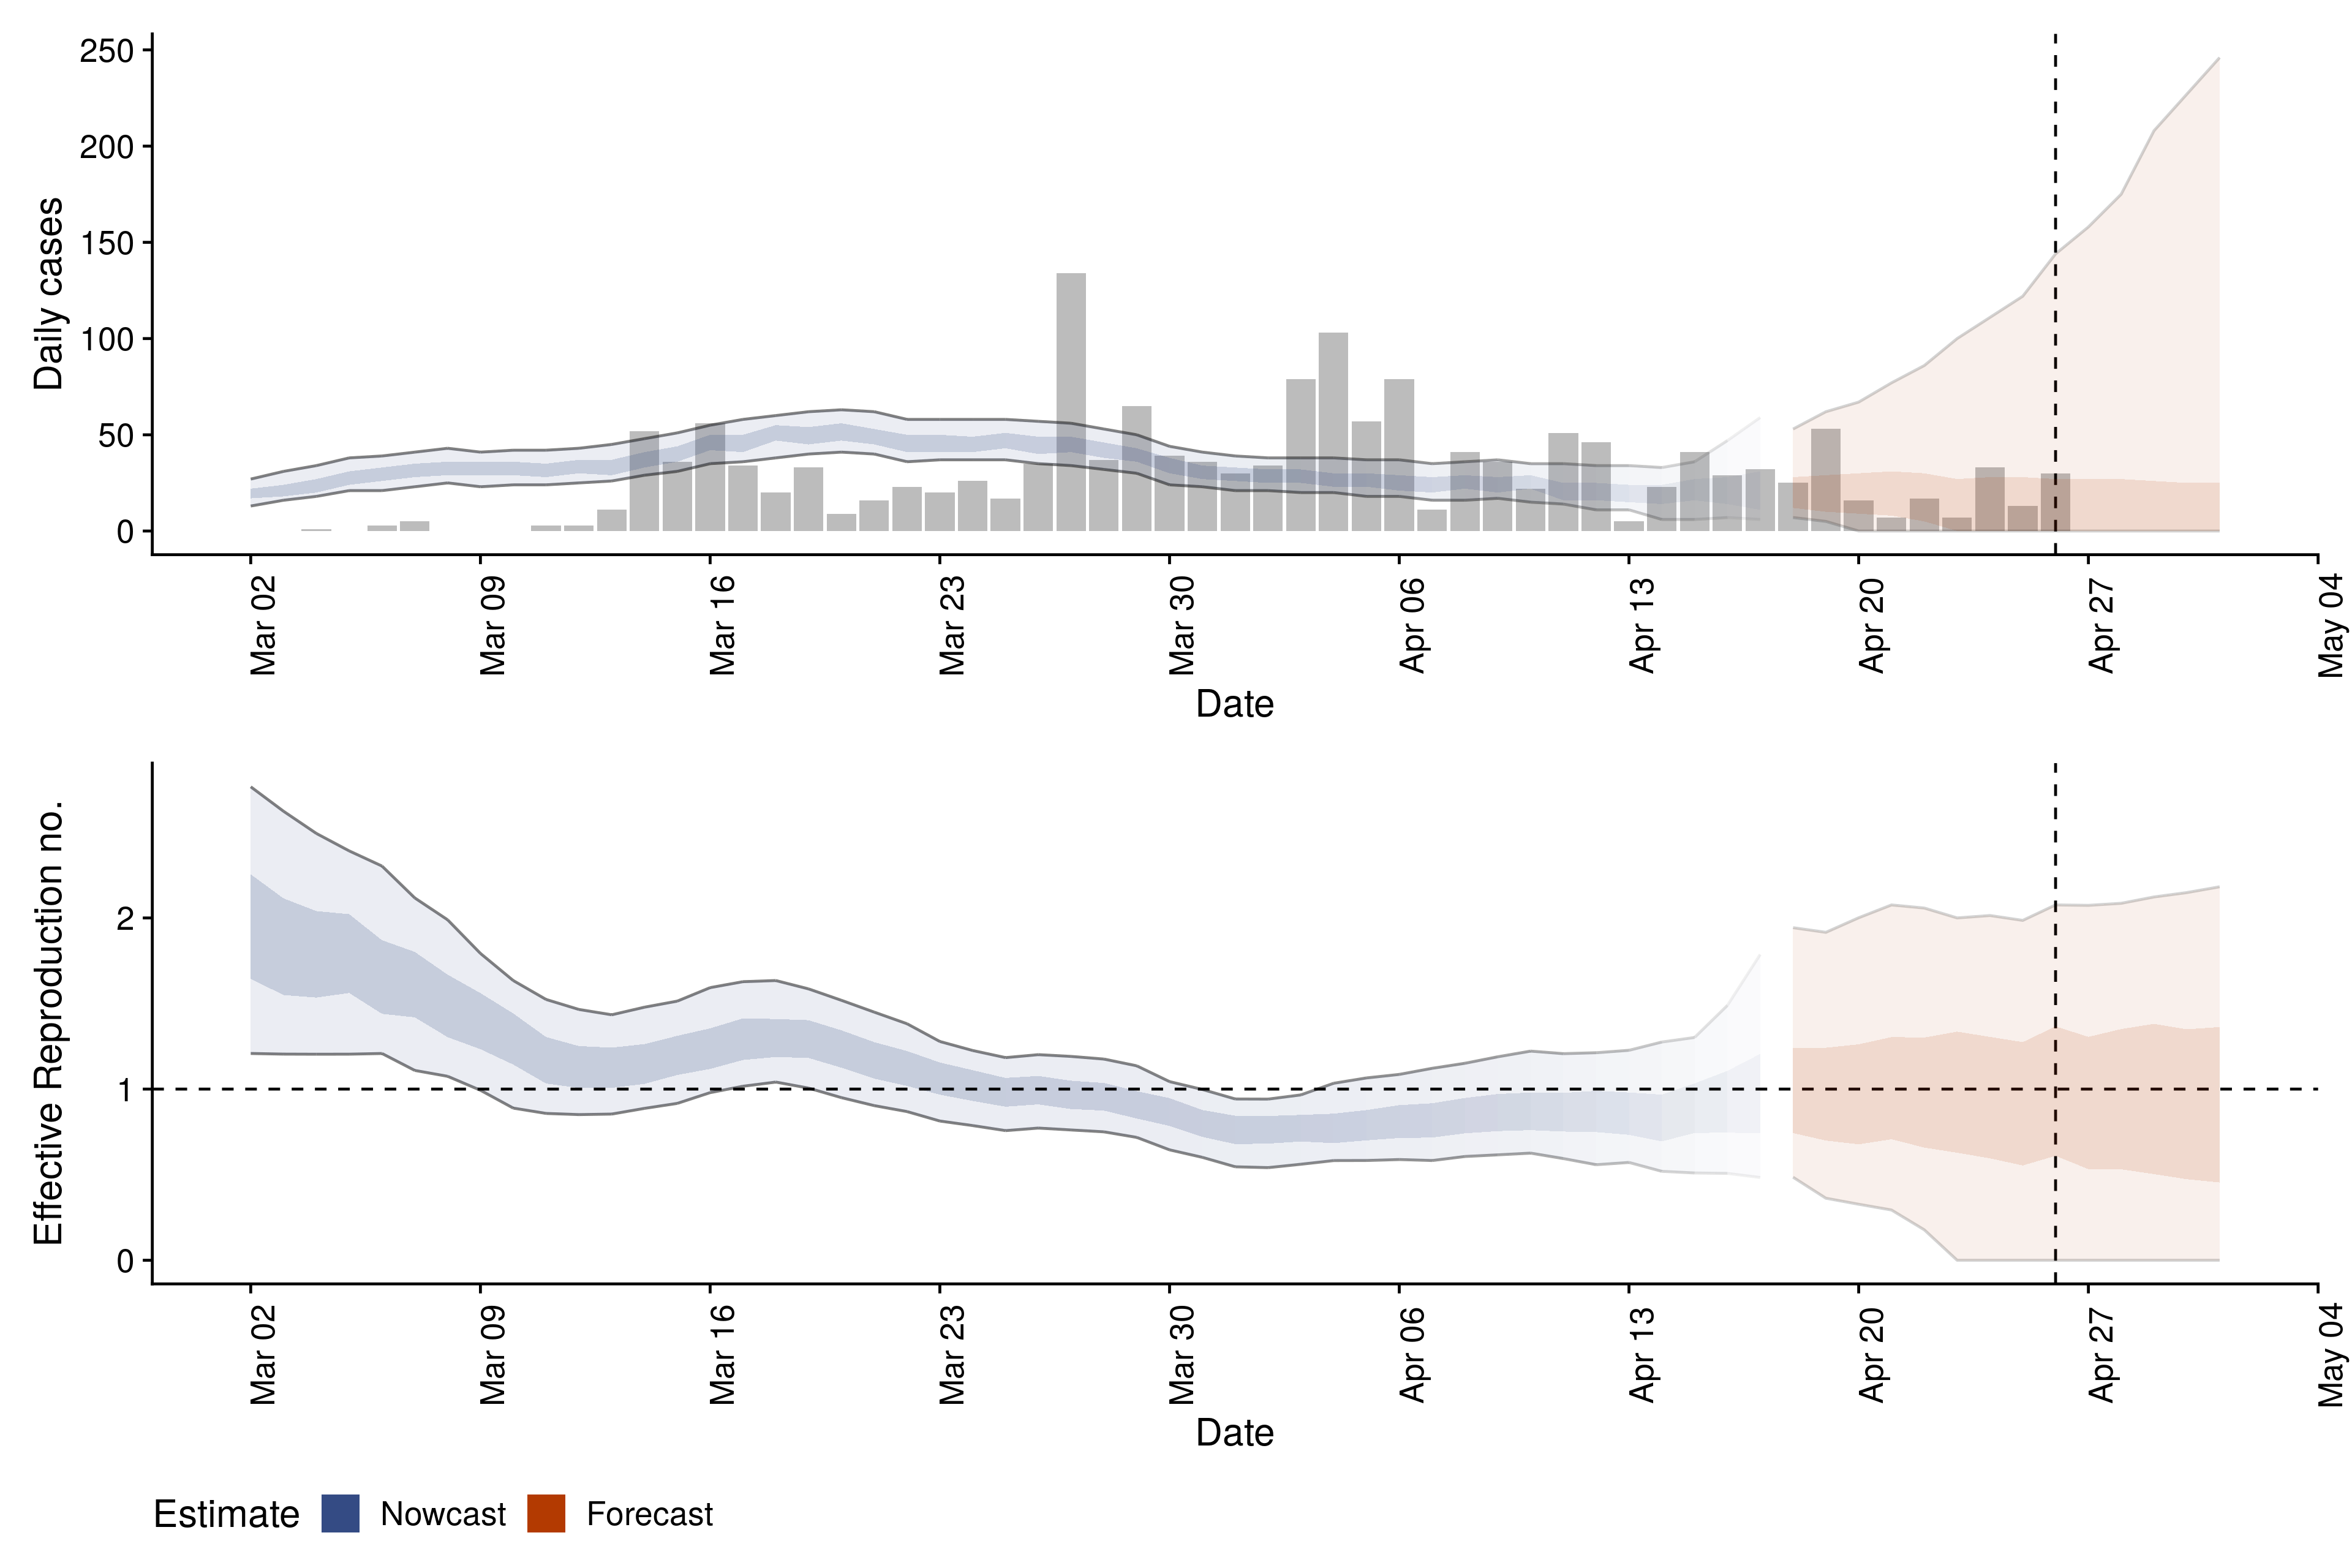 Daily cases
250
200
150
100
50
0
Mar 02
Mar 09
Mar 16
Mar 23
Mar 30
Apr 06
Apr 13
Apr 20
Apr 27
May 04
Date
Effective Reproduction no.
2
1
0
Mar 02
Mar 09
Mar 16
Mar 23
Mar 30
Apr 06
Apr 13
Apr 20
Apr 27
May 04
Date
Estimate Nowcast Forecast